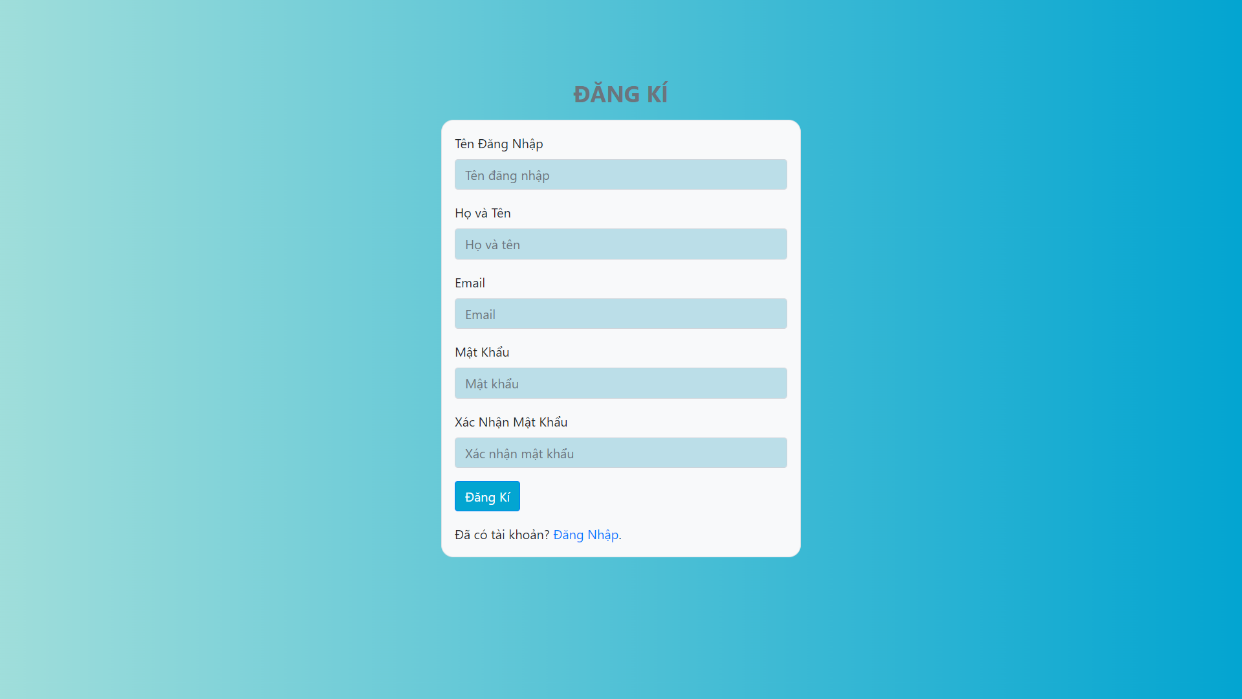 ĐĂNG KÍ
Tên Đăng Nhập
Tên đăng nhập
Họ và Tên
Họ và tên
Email
Email
Mật Khẩu
Mật khẩu
Xác Nhận Mật Khẩu
Xác nhận mật khẩu
Đăng Kí
Đã có tài khoản? Đăng Nhập.